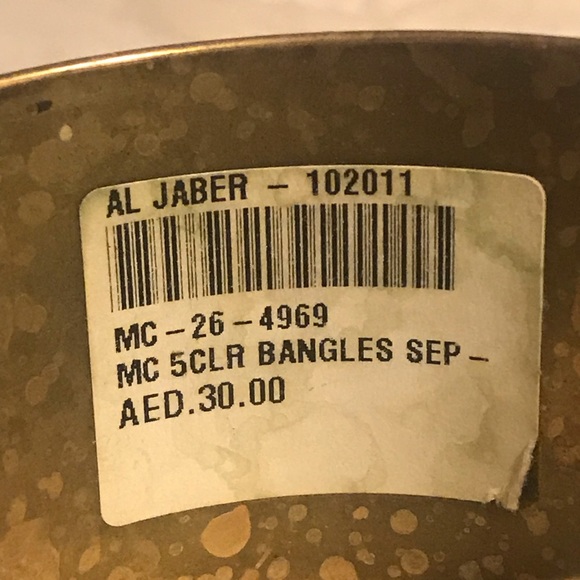 AL JABER - 102011
MC-26-4969
MC 5CLR BANGLES SEP-
AED.30.00